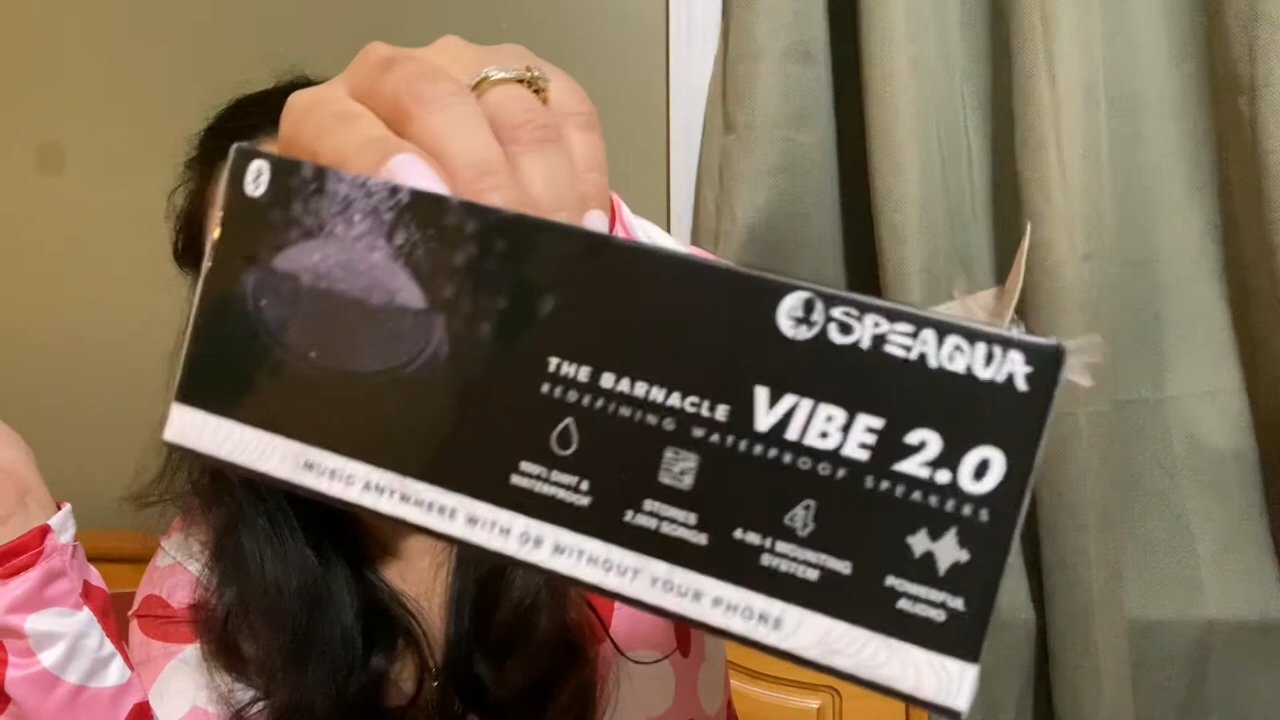 SPEAQUA
THE BARNACLE VIBE 2.0
REDEFINING WATERPROOF SPEAKERS
100% DIRT &
WATERPROOF
STORES
2,000 SONGS
4-IN-1 MOUNTING
SYSTEM
POWERFUL
AUDIO
MUSIC ANYWHERE WITH OR WITHOUT YOUR PHONE